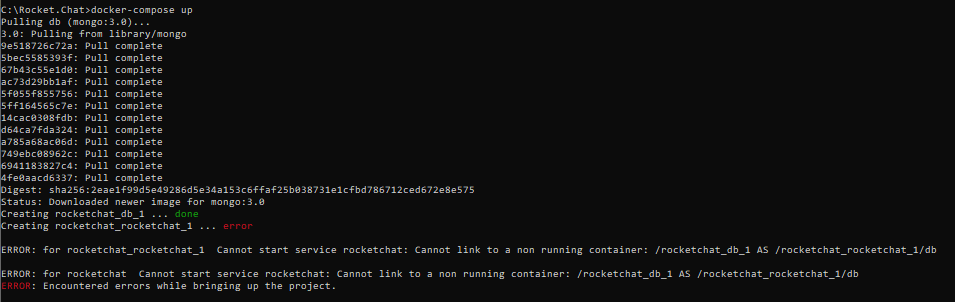 C:\Rocket.Chat>docker-compose up
Pulling db (mongo:3.0)...
3.0: Pulling from library/mongo
9e518726c72a: Pull complete
5bec5585393f: Pull complete
67b43c55e1d0: Pull complete
ac73d29bb1af: Pull complete
5f055f855756: Pull complete
5ff164565c7e: Pull complete
14cac0308fdb: Pull complete
d64ca7fda324: Pull complete
a785a68ac06d: Pull complete
749ebc08962c: Pull complete
6941183827c4: Pull complete
4fe0aacd6337: Pull complete
Digest: sha256:2eae1f99d5e49286d5e34a153c6ffaf25b038731e1cfbd786712ced672e8e575
Status: Downloaded newer image for mongo:3.0
Creating rocketchat_db_1 ... done
Creating rocketchat_rocketchat_1 ... error
ERROR: for rocketchat_rocketchat_1  Cannot start service rocketchat: Cannot link to a non running container: /rocketchat_db_1 AS /rocketchat_rocketchat_1/db
ERROR: for rocketchat  Cannot start service rocketchat: Cannot link to a non running container: /rocketchat_db_1 AS /rocketchat_rocketchat_1/db
ERROR: Encountered errors while bringing up the project.